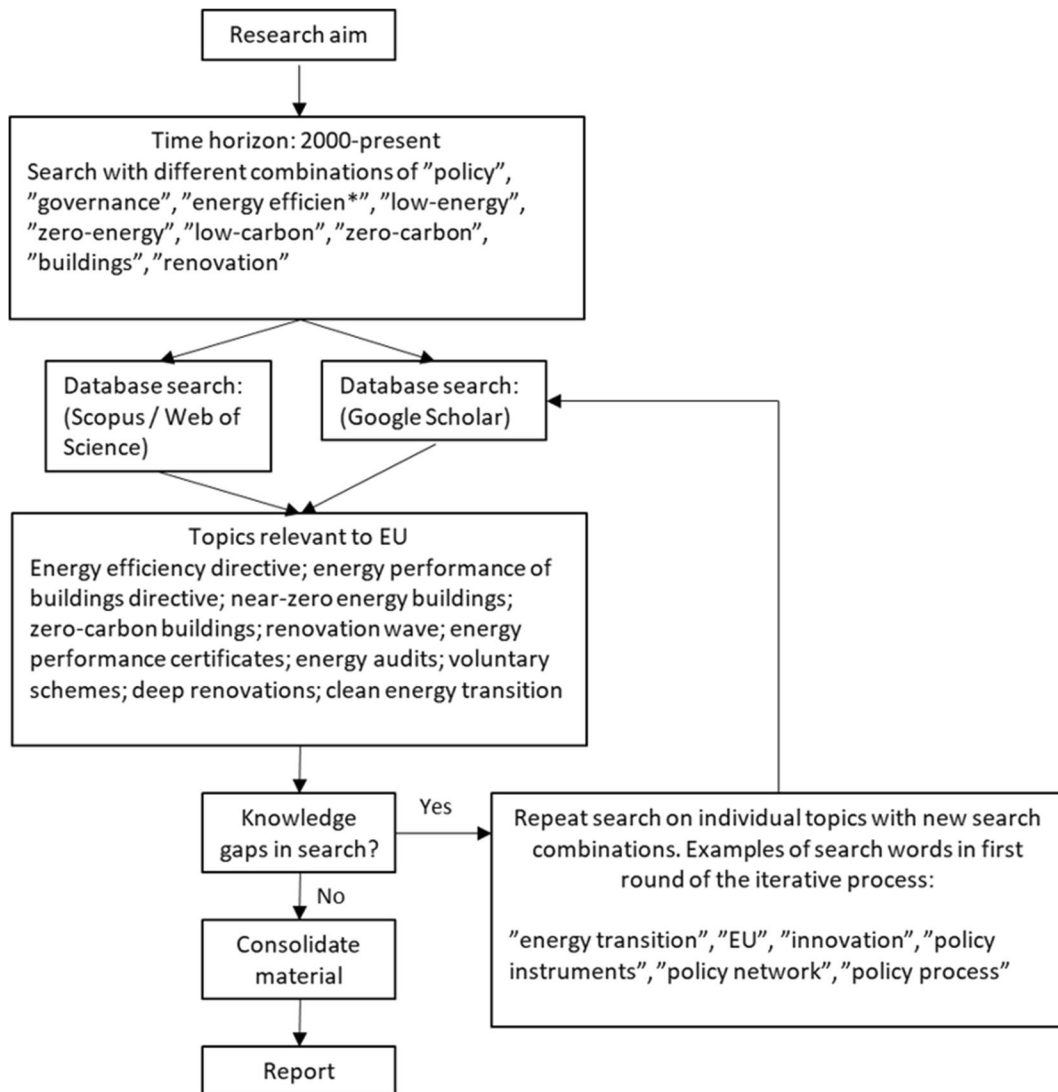 Research aim
Time horizon: 2000-present
Search with different combinations of ”policy”,
”governance”, ”energy efficien*”, ”low-energy”,
”zero-energy”, ”low-carbon”, ”zero-carbon”,
”buildings”, ”renovation”
Database search:
(Scopus / Web of
Science)
Database search:
(Google Scholar)
Topics relevant to EU
Energy efficiency directive; energy performance of
buildings directive; near-zero energy buildings;
zero-carbon buildings; renovation wave; energy
performance certificates; energy audits; voluntary
schemes; deep renovations; clean energy transition
Knowledge
gaps in search?
Yes
Repeat search on individual topics with new search
combinations. Examples of search words in first
round of the iterative process:
”energy transition”, ”EU”, ”innovation”, ”policy
instruments”, ”policy network”, ”policy process”
No
Consolidate
material
Report